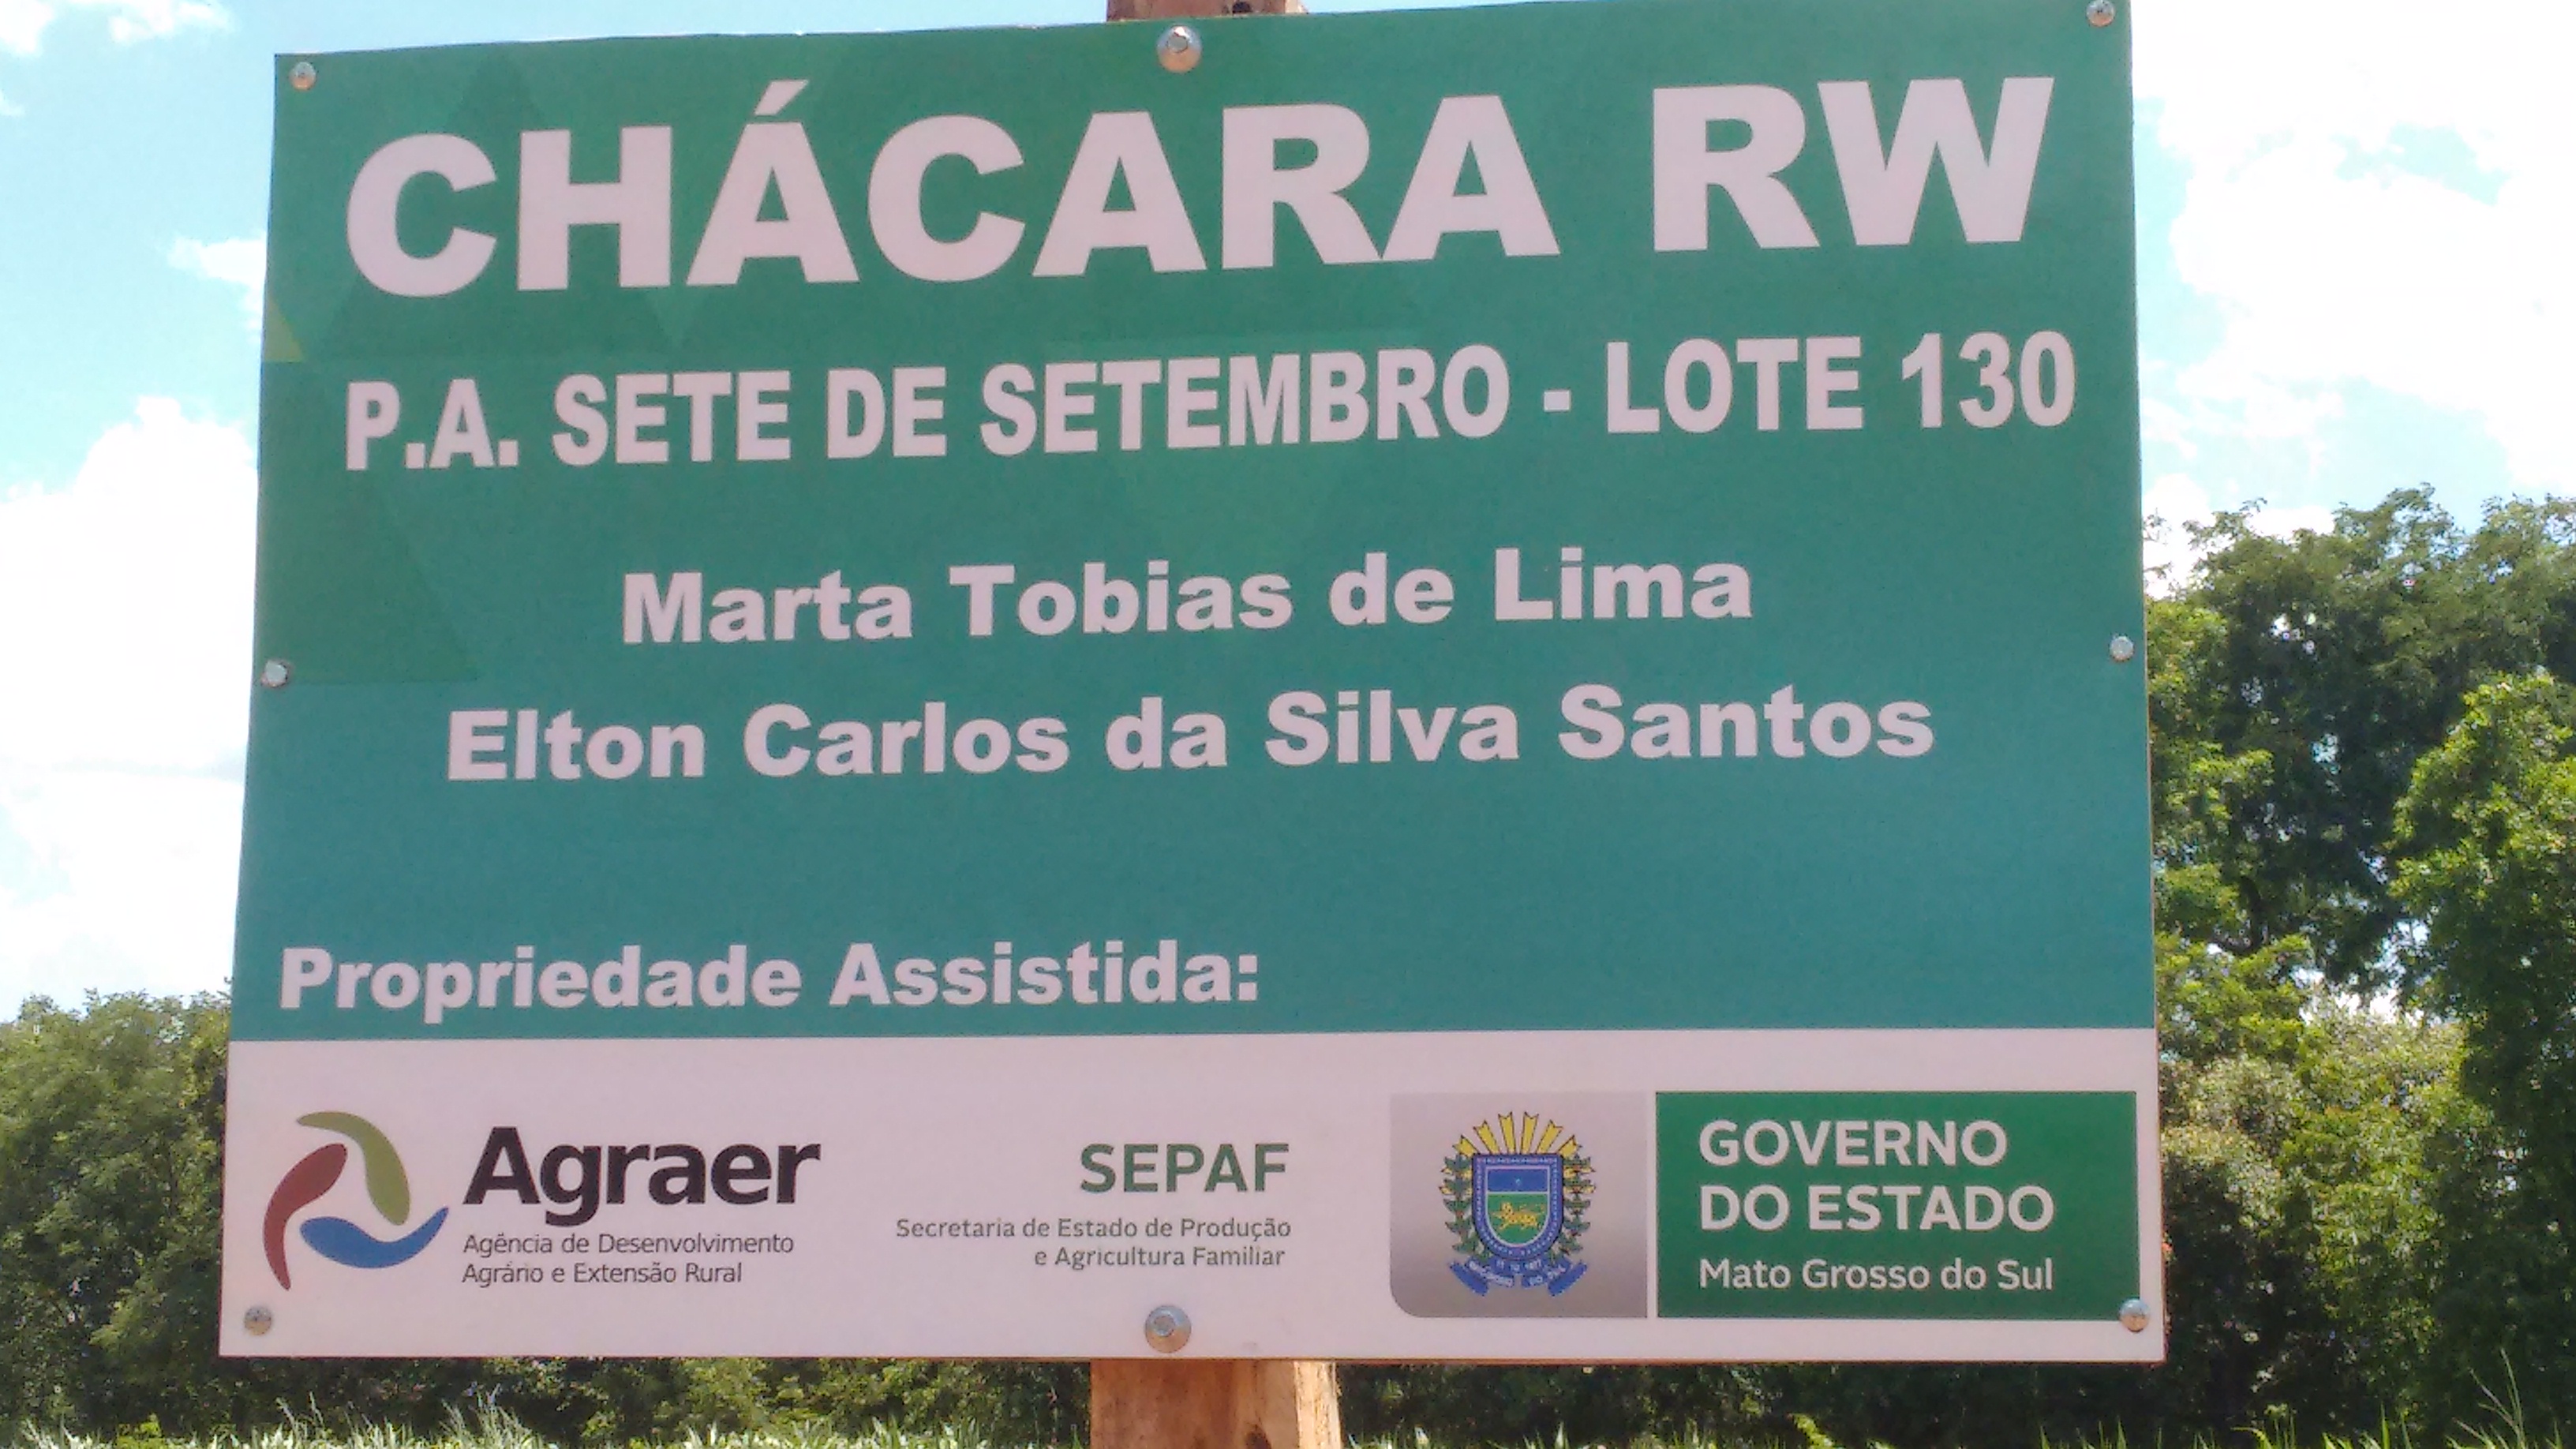 CHÁCARA RW
P.A. SETE DE SETEMBRO - LOTE 130
Marta Tobias de Lima
Elton Carlos da Silva Santos
Propriedade Assistida:
Agraer
Agência de Desenvolvimento
Agrário e Extensão Rural
SEPAF
Secretaria de Estado de Produção
e Agricultura Familiar
GOVERNO
DO ESTADO
Mato Grosso do Sul